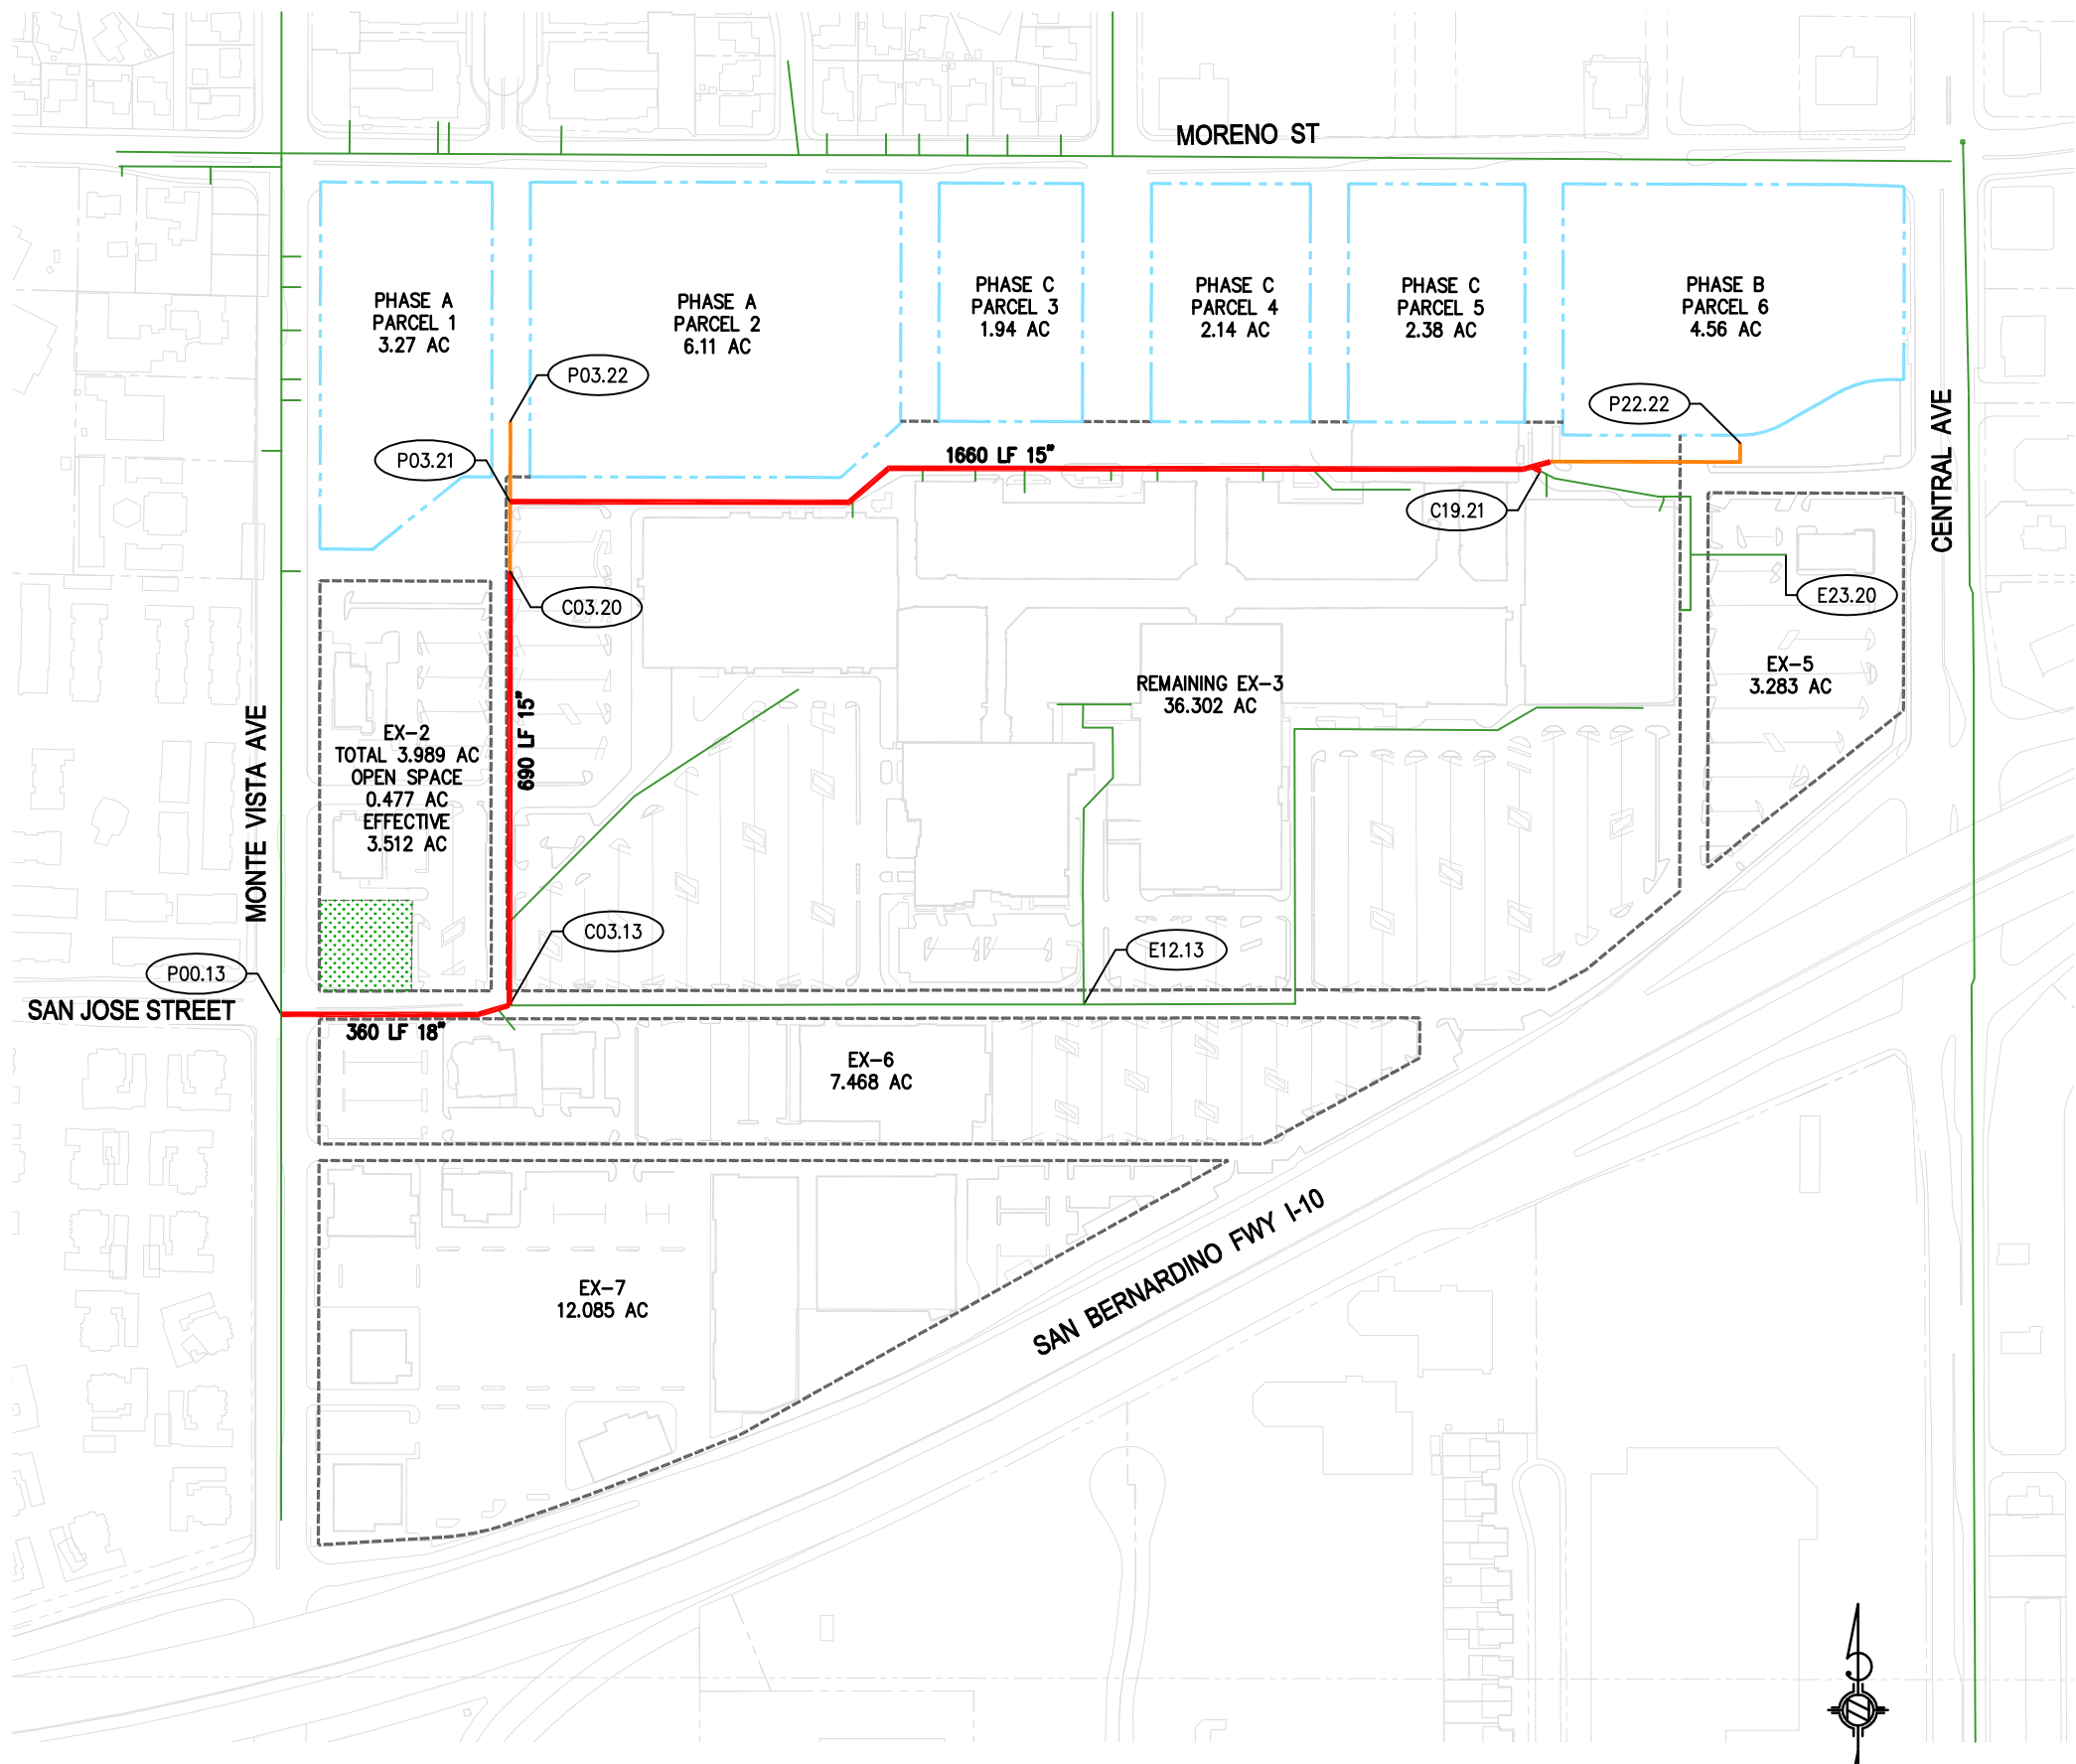 MORENO ST
PHASE A
PARCEL 1
3.27 AC
PHASE A
PARCEL 2
6.11 AC
PHASE C
PARCEL 3
1.94 AC
PHASE C
PARCEL 4
2.14 AC
PHASE C
PARCEL 5
2.38 AC
PHASE B
PARCEL 6
4.56 AC
P03.22
P22.22
P03.21
1660 LF 15"
C19.21
CENTRAL AVE
C03.20
E23.20
EX-5
3.283 AC
REMAINING EX-3
36.302 AC
690 LF 15"
EX-2
TOTAL 3.989 AC
OPEN SPACE
0.477 AC
EFFECTIVE
3.512 AC
MONTE VISTA AVE
C03.13
E12.13
P00.13
SAN JOSE STREET
360 LF 18"
EX-6
7.468 AC
EX-7
12.085 AC
SAN BERNARDINO FWY I-10